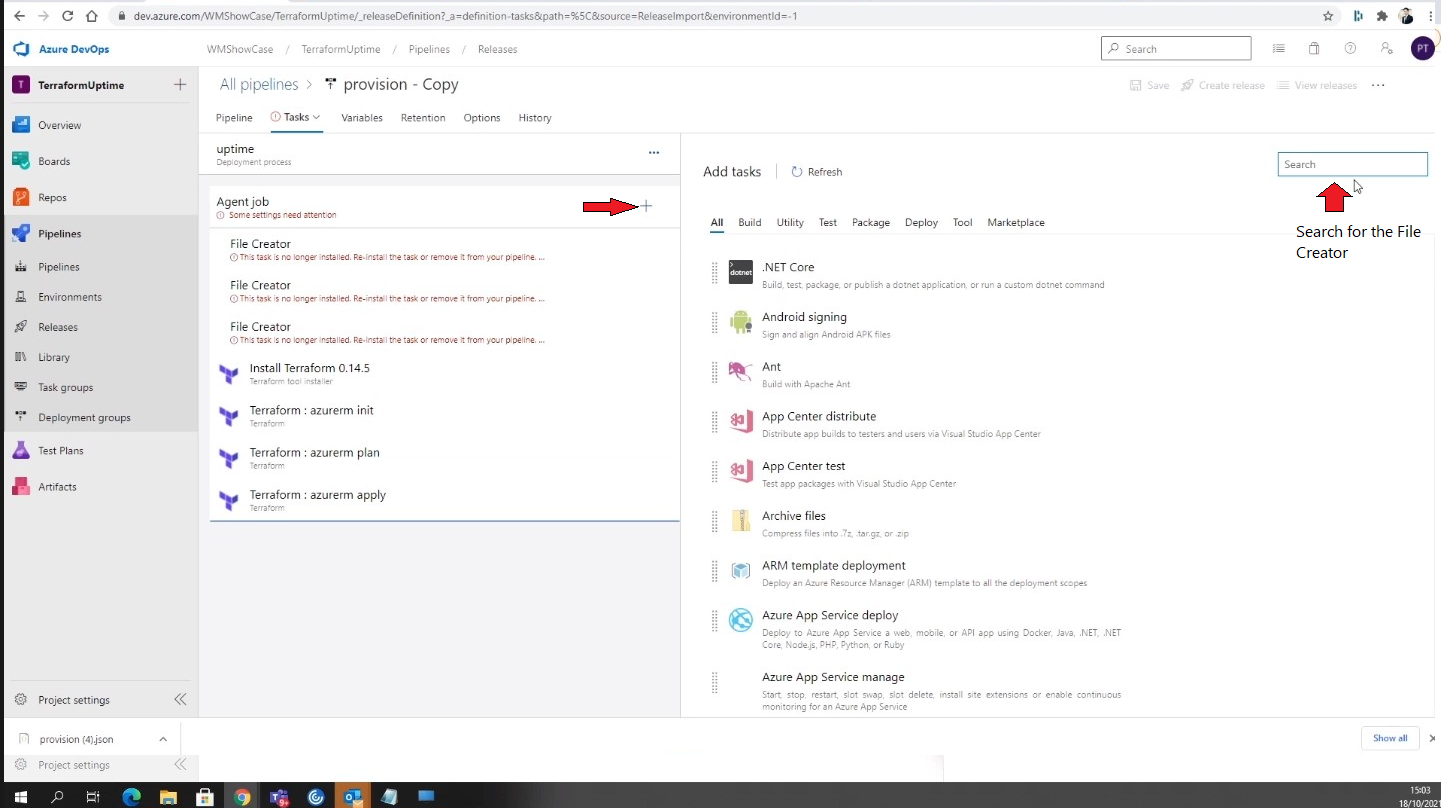 dev.azure.com/WMShowCase/TerraformUptime/_releaseDefinition?_a=definition-tasks&path=%5C&source=ReleaseImport&environmentId=-1
Azure DevOps
WMShowCase / TerraformUptime / Pipelines / Releases
Search
PT
T
TerraformUptime
All pipelines > provision - Copy
Save
Create release
View releases
Pipeline
Tasks
Variables
Retention
Options
History
Overview
Boards
Repos
Pipelines
Pipelines
Environments
Releases
Library
Task groups
Deployment groups
Test Plans
Artifacts
Project settings
uptime
Deployment process
Agent job
Some settings need attention
File Creator
This task is no longer installed. Re-install the task or remove it from your pipeline. ...
File Creator
This task is no longer installed. Re-install the task or remove it from your pipeline. ...
File Creator
This task is no longer installed. Re-install the task or remove it from your pipeline. ...
Install Terraform 0.14.5
Terraform tool installer
Terraform : azurerm init
Terraform
Terraform : azurerm plan
Terraform
Terraform : azurerm apply
Terraform
Add tasks
Refresh
Search
Search for the File
Creator
All
Build
Utility
Test
Package
Deploy
Tool
Marketplace
dotnet
.NET Core
Build, test, package, or publish a dotnet application, or run a custom dotnet command
Android signing
Sign and align Android APK files
Ant
Build with Apache Ant
App Center distribute
Distribute app builds to testers and users via Visual Studio App Center
App Center test
Test app packages with Visual Studio App Center
Archive files
Compress files into .7z, .tar.gz, or .zip
ARM template deployment
Deploy an Azure Resource Manager (ARM) template to all the deployment scopes
Azure App Service deploy
Deploy to Azure App Service a web, mobile, or API app using Docker, Java, .NET, .NET
Core, Node.js, PHP, Python, or Ruby
Azure App Service manage
Start, stop, restart, slot swap, slot delete, install site extensions or enable continuous
monitoring for an Azure App Service
provision (4).json
Show all
Project settings
15:03